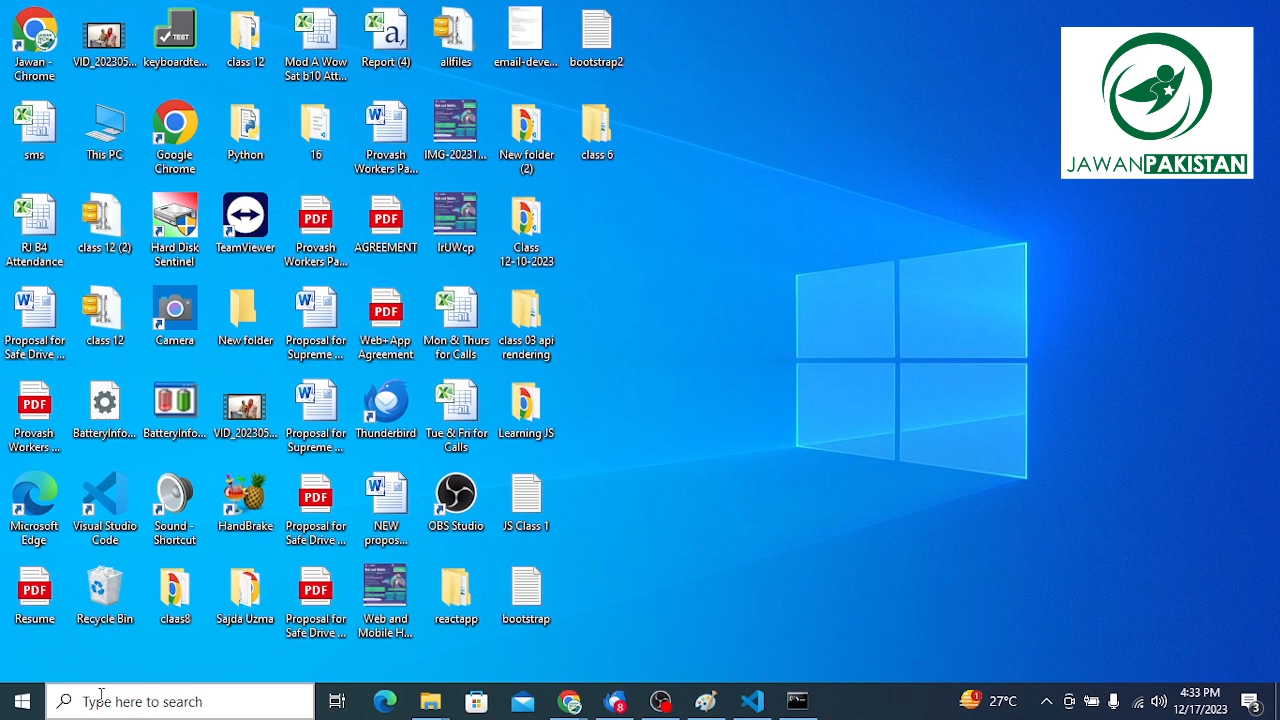 Jawan - Chrome
VID_202305...
keyboardte...
class 12
Mod A Wow Sat b10 Att...
Report (4)
allfiles
email-deve...
bootstrap2
sms
This PC
Google Chrome
Python
16
Provash Workers Pa...
IMG-20231...
New folder (2)
class 6
RJ B4 Attendance
class 12 (2)
Hard Disk Sentinel
TeamViewer
Provash Workers Pa...
AGREEMENT
IrUWcp
Class 12-10-2023
Proposal for Safe Drive ...
class 12
Camera
New folder
Proposal for Supreme ...
Web+App Agreement
Mon & Thurs for Calls
class 03 api rendering
Provash Workers ...
BatteryInfo...
BatteryInfo...
VID_202305...
Proposal for Supreme ...
Thunderbird
Tue & Fri for Calls
Learning JS
Microsoft Edge
Visual Studio Code
Sound - Shortcut
HandBrake
Proposal for Safe Drive ...
NEW propos...
OBS Studio
JS Class 1
Resume
Recycle Bin
claas8
Sajda Uzma
Proposal for Safe Drive ...
Web and Mobile H...
reactapp
bootstrap
JAWANPAKISTAN
Type here to search
27°C
4:33 PM
12/17/2023